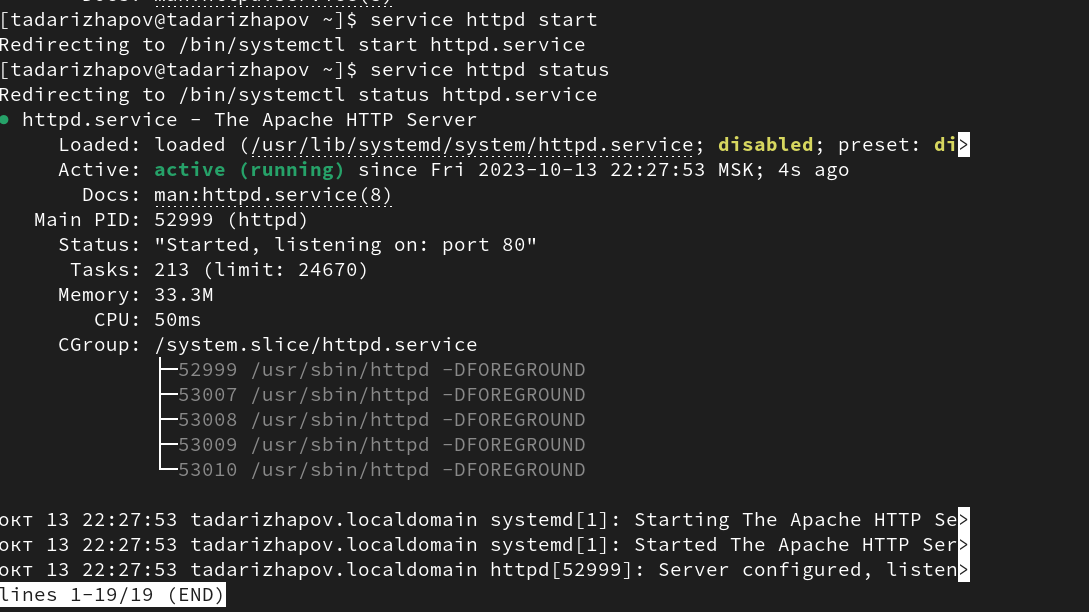 Docs: man:httpd.service(8)
[tadarizhapov@tadarizhapov ~]$ service httpd start
Redirecting to /bin/systemctl start httpd.service
[tadarizhapov@tadarizhapov ~]$ service httpd status
Redirecting to /bin/systemctl status httpd.service
● httpd.service - The Apache HTTP Server
Loaded: loaded (/usr/lib/systemd/system/httpd.service; disabled; preset: di>
Active: active (running) since Fri 2023-10-13 22:27:53 MSK; 4s ago
Docs: man:httpd.service(8)
Main PID: 52999 (httpd)
Status: "Started, listening on: port 80"
Tasks: 213 (limit: 24670)
Memory: 33.3M
CPU: 50ms
CGroup: /system.slice/httpd.service
├─52999 /usr/sbin/httpd -DFOREGROUND
├─53007 /usr/sbin/httpd -DFOREGROUND
├─53008 /usr/sbin/httpd -DFOREGROUND
├─53009 /usr/sbin/httpd -DFOREGROUND
└─53010 /usr/sbin/httpd -DFOREGROUND
окт 13 22:27:53 tadarizhapov.localdomain systemd[1]: Starting The Apache HTTP Se>
окт 13 22:27:53 tadarizhapov.localdomain systemd[1]: Started The Apache HTTP Ser>
окт 13 22:27:53 tadarizhapov.localdomain httpd[52999]: Server configured, listen>
lines 1-19/19 (END)